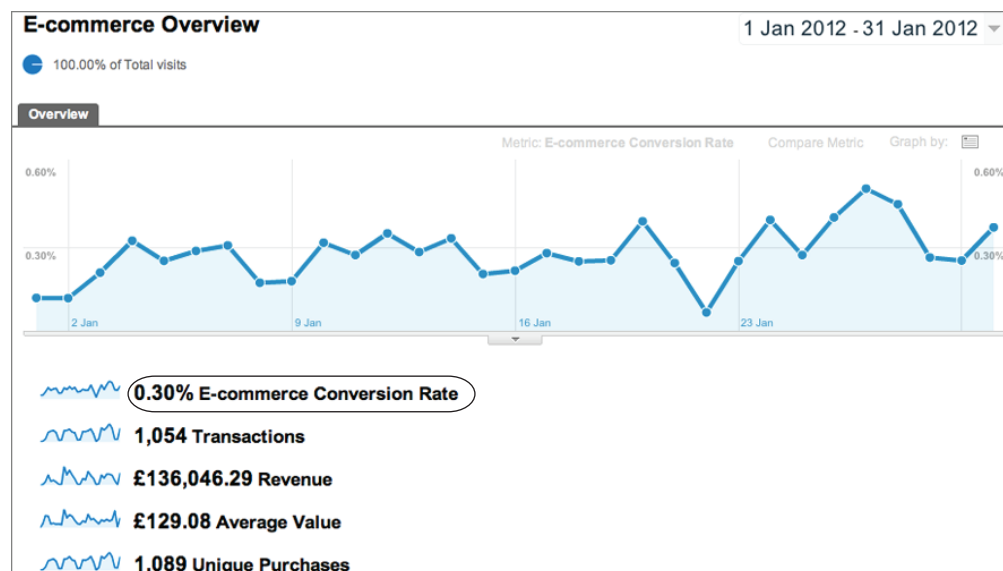 E-commerce Overview
1 Jan 2012 - 31 Jan 2012
100.00% of Total visits
Overview
Metric: E-commerce Conversion Rate Compare Metric Graph by:
0.60% 0.60%
0.30% 0.30%
2 Jan 9 Jan 16 Jan 23 Jan
0.30% E-commerce Conversion Rate
1,054 Transactions
£136,046.29 Revenue
£129.08 Average Value
1,089 Unique Purchases